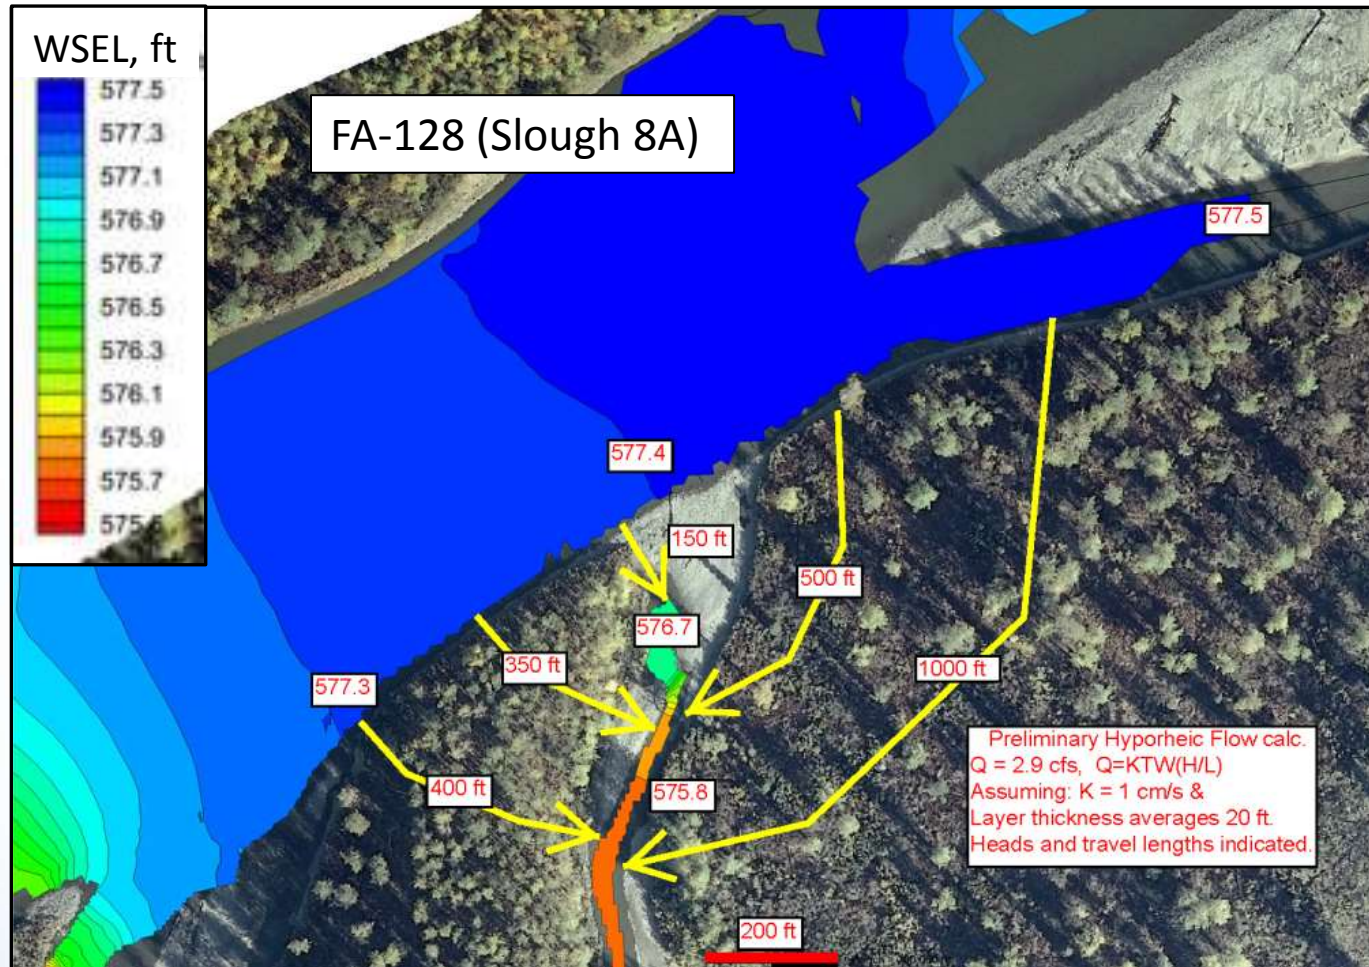 WSEL, ft
577.5
577.3
577.1
576.9
576.7
576.5
576.3
576.1
575.9
575.7
FA-128 (Slough 8A)
577.5
577.4
150 ft
500 ft
576.7
350 ft
1000 ft
577.3
400 ft
575.8
Preliminary Hyporheic Flow calc.
Q = 2.9 cfs, Q=KTW(H/L)
Assuming: K = 1 cm/s &
Layer thickness averages 20 ft.
Heads and travel lengths indicated.
200 ft